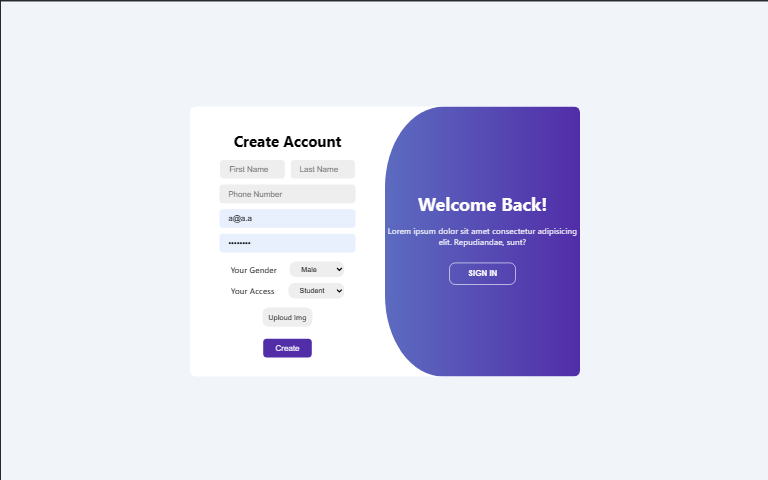 Create Account
First Name
Last Name
Phone Number
a@a.a
••••••••
Your Gender
Male
Your Access
Student
Uploud Img
Create
Welcome Back!
Lorem ipsum dolor sit amet consectetur adipisicing
elit. Repudiandae, sunt?
SIGN IN